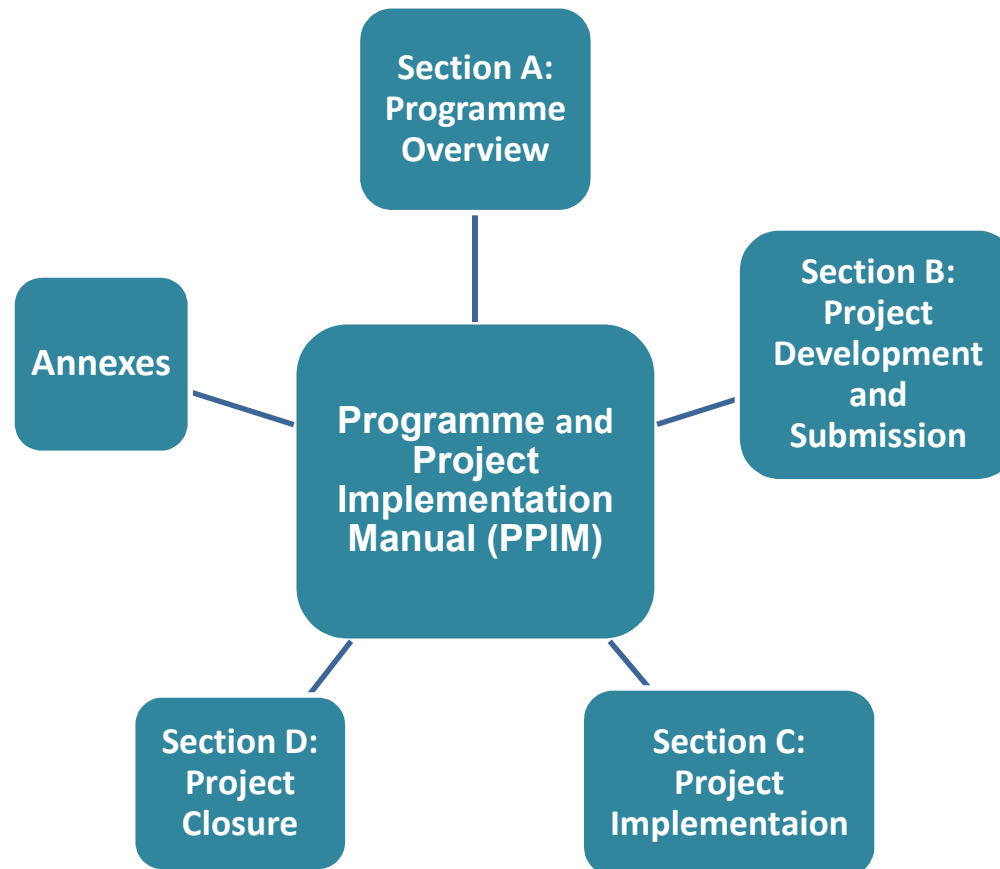 Section A:
Programme
Overview
Section B:
Project
Development
and
Submission
Annexes
Programme and
Project
Implementation
Manual (PPIM)
Section D:
Project
Closure
Section C:
Project
Implementaion